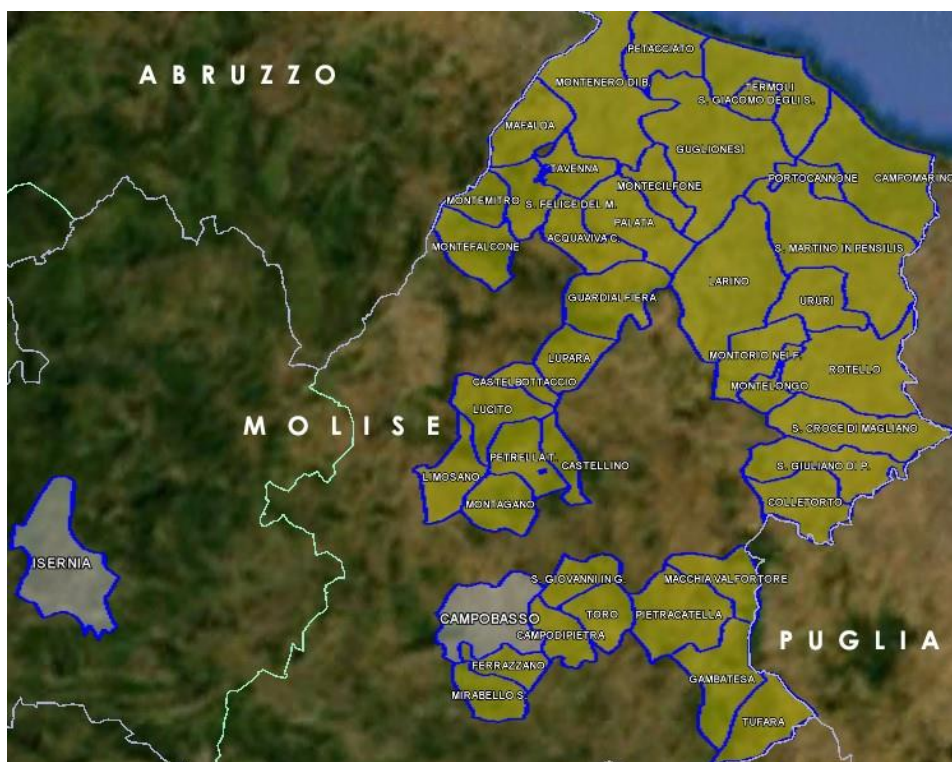 PETACCIATO
ABRUZZO
MONTENERO DI B.
TERMOLI
S. GIACOMO DEGLI S.
MAFALDA
GUGLIONESI
TAVENNA
PORTOCANNONE
CAMPOMARINO
MONTECILFONE
MONTEMITRO
S. FELICE DEL M.
PALATA
ACQUAVIVA C.
MONTEFALCONE
S. MARTINO IN PENSILIS
LARINO
GUARDIALFIERA
URURI
LUPARA
MONTORIO NEI F.
ROTELLO
CASTELBOTTACCIO
MONTELONGO
LUCITO
MOLISE
S. CROCE DI MAGLIANO
PETRELLA T.
CASTELLINO
S. GIULIANO DI P.
LIMOSANO
MONTAGANO
COLLETORTO
ISERNIA
S. GIOVANNI IN G.
MACCHIA VALFORTORE
TORO
PIETRACATELLA
CAMPOBASSO
CAMPODIPIETRA
PUGLIA
FERRAZZANO
GAMBATESA
MIRABELLO S.
TUFARA